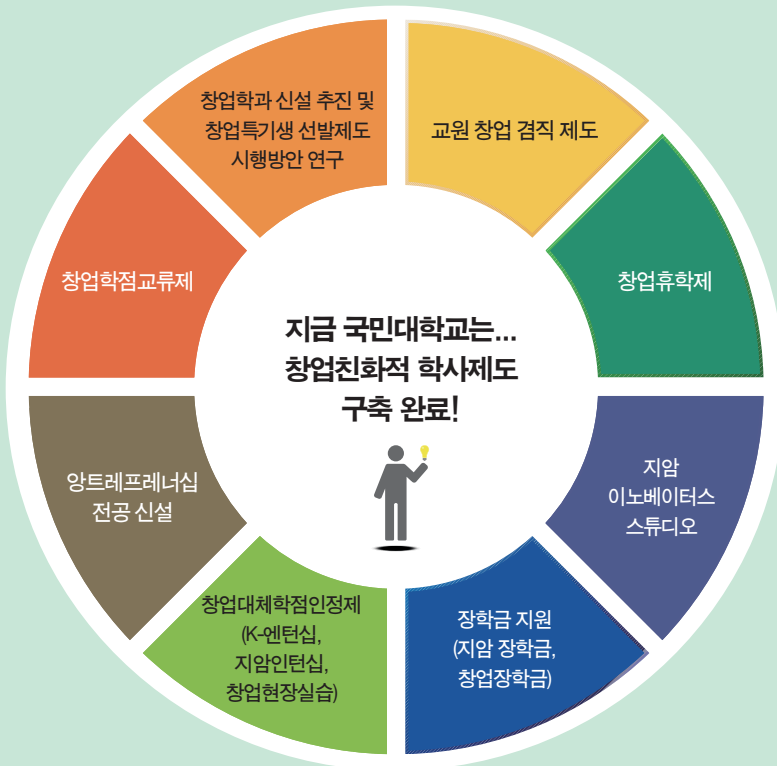 창업학과 신설 추진 및
창업특기생 선발제도
시행방안 연구
교원 창업 겸직 제도
창업학점교류제
창업휴학제
지금 국민대학교는...
창업친화적 학사제도
구축 완료!
앙트레프레너십
전공 신설
지암
이노베이터스
스튜디오
창업대체학점인정제
(K-엔턴십,
지암인턴십,
창업현장실습)
장학금 지원
(지암 장학금,
창업장학금)